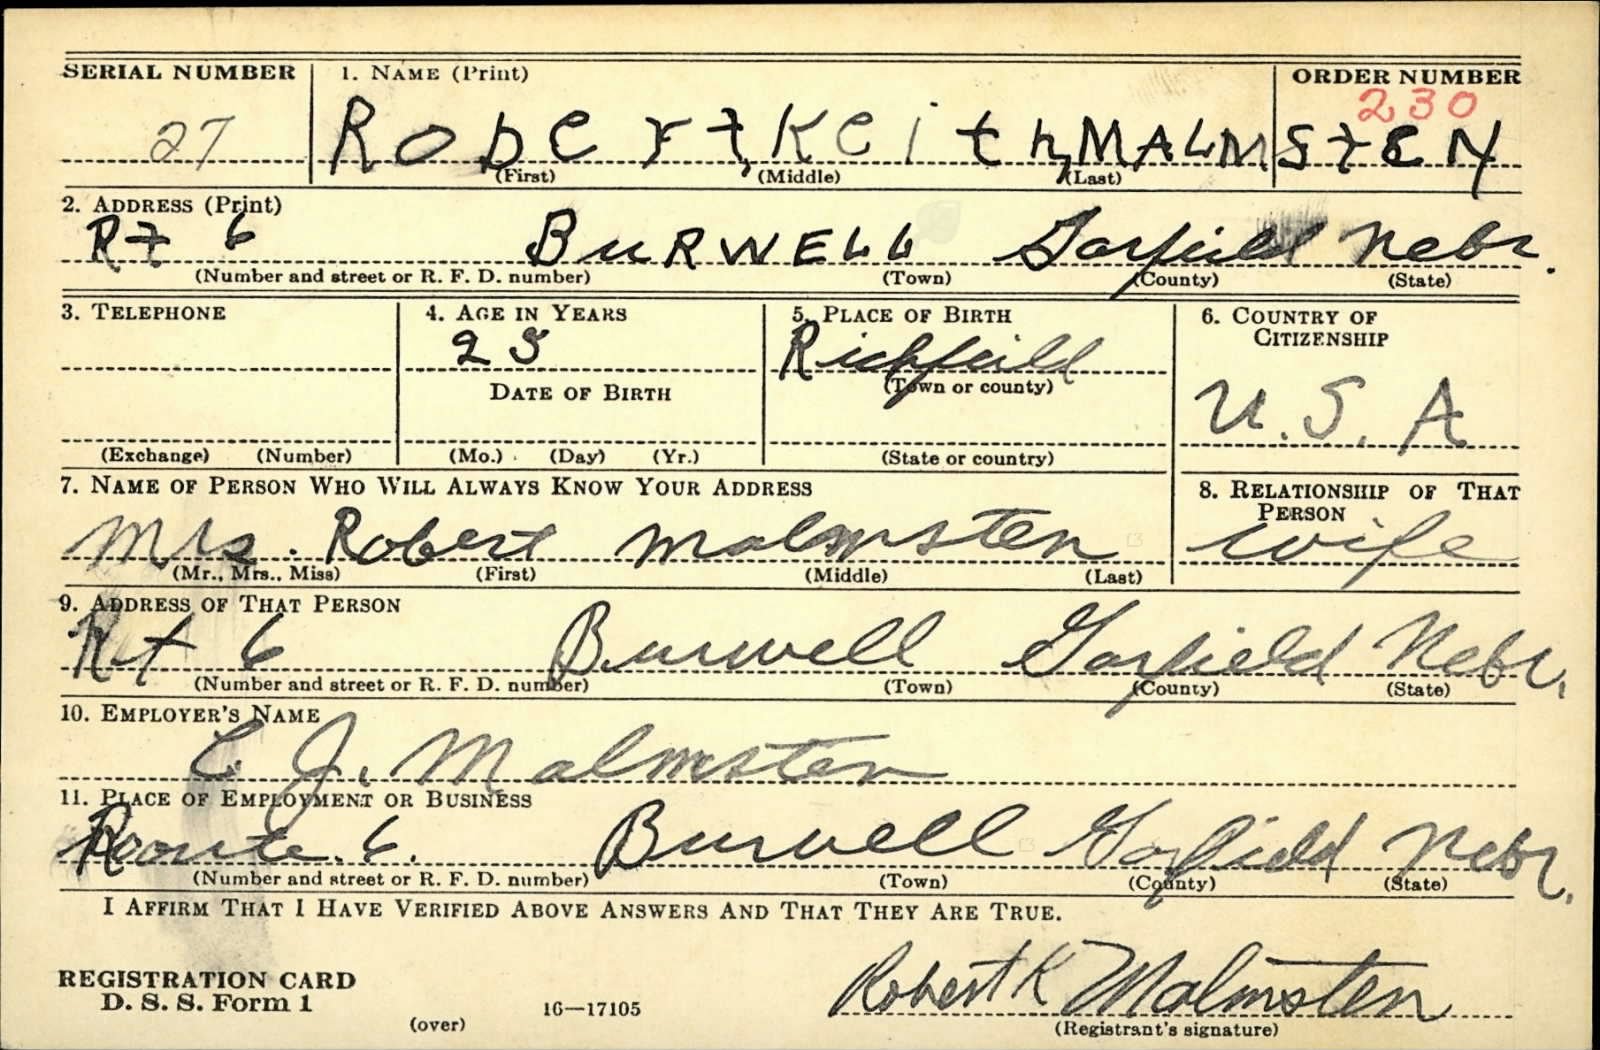 SERIAL NUMBER 1. NAME (Print) ORDER NUMBER
27 Robert, Keith, MALMSTEN 230
(First) (Middle) (Last)
2. ADDRESS (Print)
Rt 6 BuRWELL Garfield Nebr.
(Number and street or R. F. D. number) (Town) (County) (State)
3. TELEPHONE 4. AGE IN YEARS 5. PLACE OF BIRTH 6. COUNTRY OF CITIZENSHIP
25 Richfield
DATE OF BIRTH (Town or county) U.S.A
(Exchange) (Number) (Mo.) (Day) (Yr.) (State or country)
7. NAME OF PERSON WHO WILL ALWAYS KNOW YOUR ADDRESS 8. RELATIONSHIP OF THAT PERSON
Mrs. Robert Malmsten wife
(Mr., Mrs., Miss) (First) (Middle) (Last)
9. ADDRESS OF THAT PERSON
Rt 6 Burwell Garfield Nebr.
(Number and street or R. F. D. number) (Town) (County) (State)
10. EMPLOYER'S NAME
C J. Malmsten
11. PLACE OF EMPLOYMENT OR BUSINESS
Route 6. Burwell Garfield Nebr.
(Number and street or R. F. D. number) (Town) (County) (State)
I AFFIRM THAT I HAVE VERIFIED ABOVE ANSWERS AND THAT THEY ARE TRUE.
REGISTRATION CARD
D. S. S. Form 1 16—17105 Robert K Malmsten
(over) (Registrant's signature)